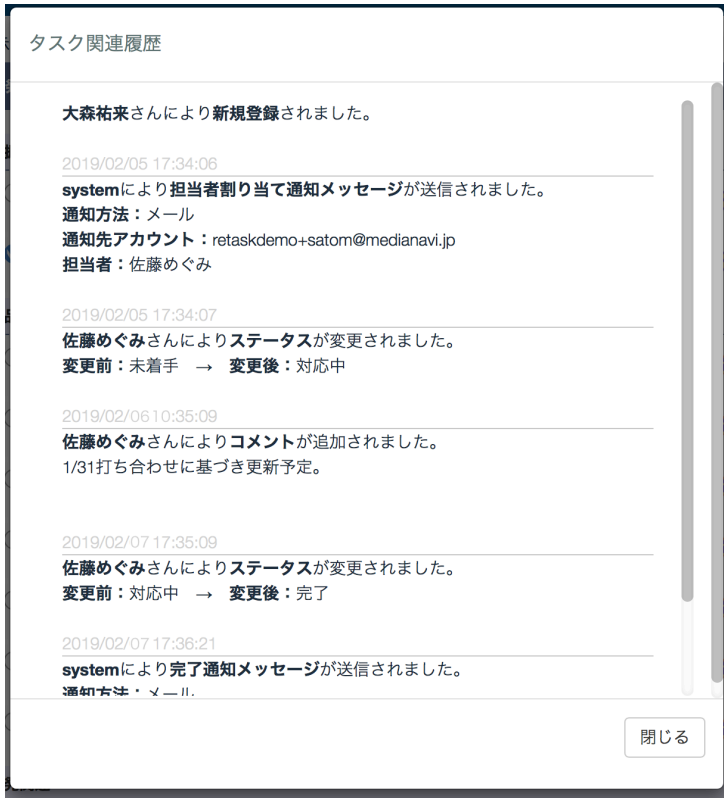 タスク関連履歴
大森祐来さんにより新規登録されました。
2019/02/05 17:34:06
systemにより担当者割り当て通知メッセージが送信されました。
通知方法：メール
通知先アカウント：retaskdemo+satom@medianavi.jp
担当者：佐藤めぐみ
2019/02/05 17:34:07
佐藤めぐみさんによりステータスが変更されました。
変更前：未着手　→　変更後：対応中
2019/02/06 10:35:09
佐藤めぐみさんによりコメントが追加されました。
1/31打ち合わせに基づき更新予定。
2019/02/07 17:35:09
佐藤めぐみさんによりステータスが変更されました。
変更前：対応中　→　変更後：完了
2019/02/07 17:36:21
systemにより完了通知メッセージが送信されました。
通知方法：メール
閉じる